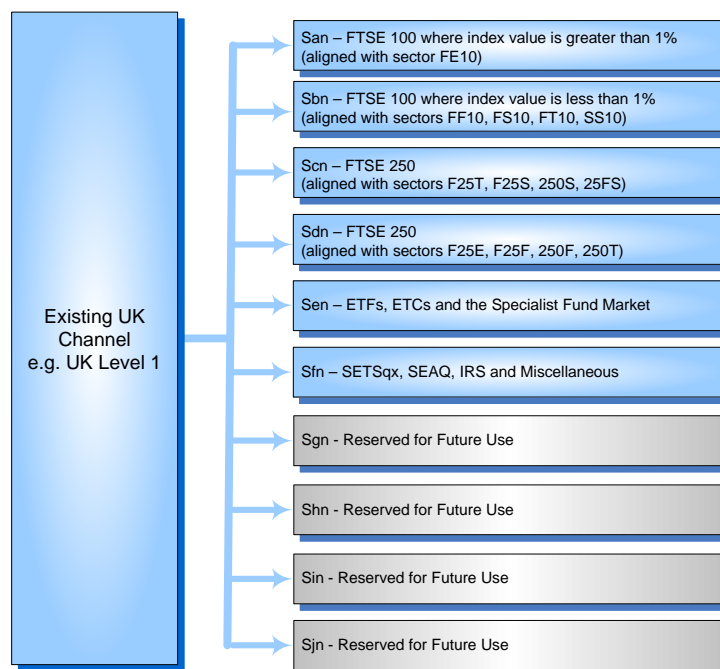 Existing UK
Channel
e.g. UK Level 1
San – FTSE 100 where index value is greater than 1%
(aligned with sector FE10)
Sbn – FTSE 100 where index value is less than 1%
(aligned with sectors FF10, FS10, FT10, SS10)
Scn – FTSE 250
(aligned with sectors F25T, F25S, 250S, 25FS)
Sdn – FTSE 250
(aligned with sectors F25E, F25F, 250F, 250T)
Sen – ETFs, ETCs and the Specialist Fund Market
Sfn – SETSqx, SEAQ, IRS and Miscellaneous
Sgn - Reserved for Future Use
Shn - Reserved for Future Use
Sin - Reserved for Future Use
Sjn - Reserved for Future Use